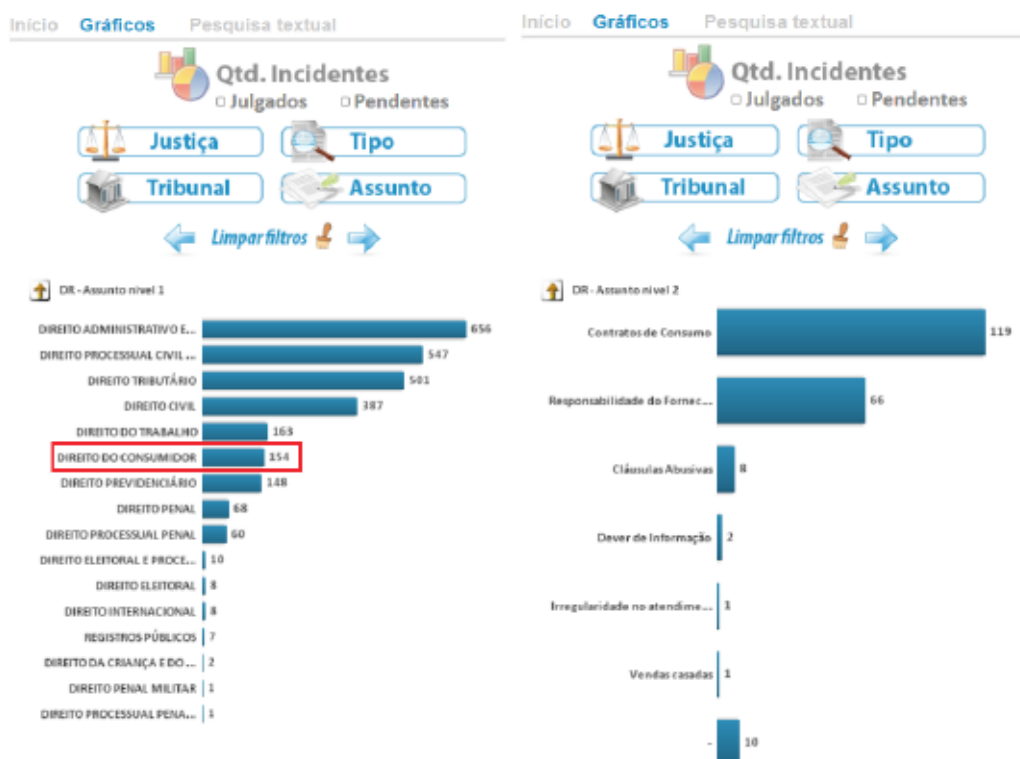 Início Gráficos Pesquisa textual
Qtd. Incidentes
Julgados Pendentes
Justiça Tipo
Tribunal Assunto
Limpar filtros
DR - Assunto nivel 1
DIREITO ADMINISTRATIVO E... 656
DIREITO PROCESSUAL CIVIL ... 547
DIREITO TRIBUTÁRIO 501
DIREITO CIVIL 387
DIREITO DO TRABALHO 163
DIREITO DO CONSUMIDOR 154
DIREITO PREVIDENCIÁRIO 148
DIREITO PENAL 68
DIREITO PROCESSUAL PENAL 60
DIREITO ELEITORAL E PROCE... 10
DIREITO ELEITORAL 8
DIREITO INTERNACIONAL 8
REGISTROS PÚBLICOS 7
DIREITO DA CRIANÇA E DO ... 2
DIREITO PENAL MILITAR 1
DIREITO PROCESSUAL PENA... 1
Início Gráficos Pesquisa textual
Qtd. Incidentes
Julgados Pendentes
Justiça Tipo
Tribunal Assunto
Limpar filtros
DR - Assunto nivel 2
Contratos de Consumo 119
Responsabilidade do Fornec... 66
Cláusulas Abusivas 8
Dever de Informação 2
Irregularidade no atendime... 1
Vendas casadas 1
- 10